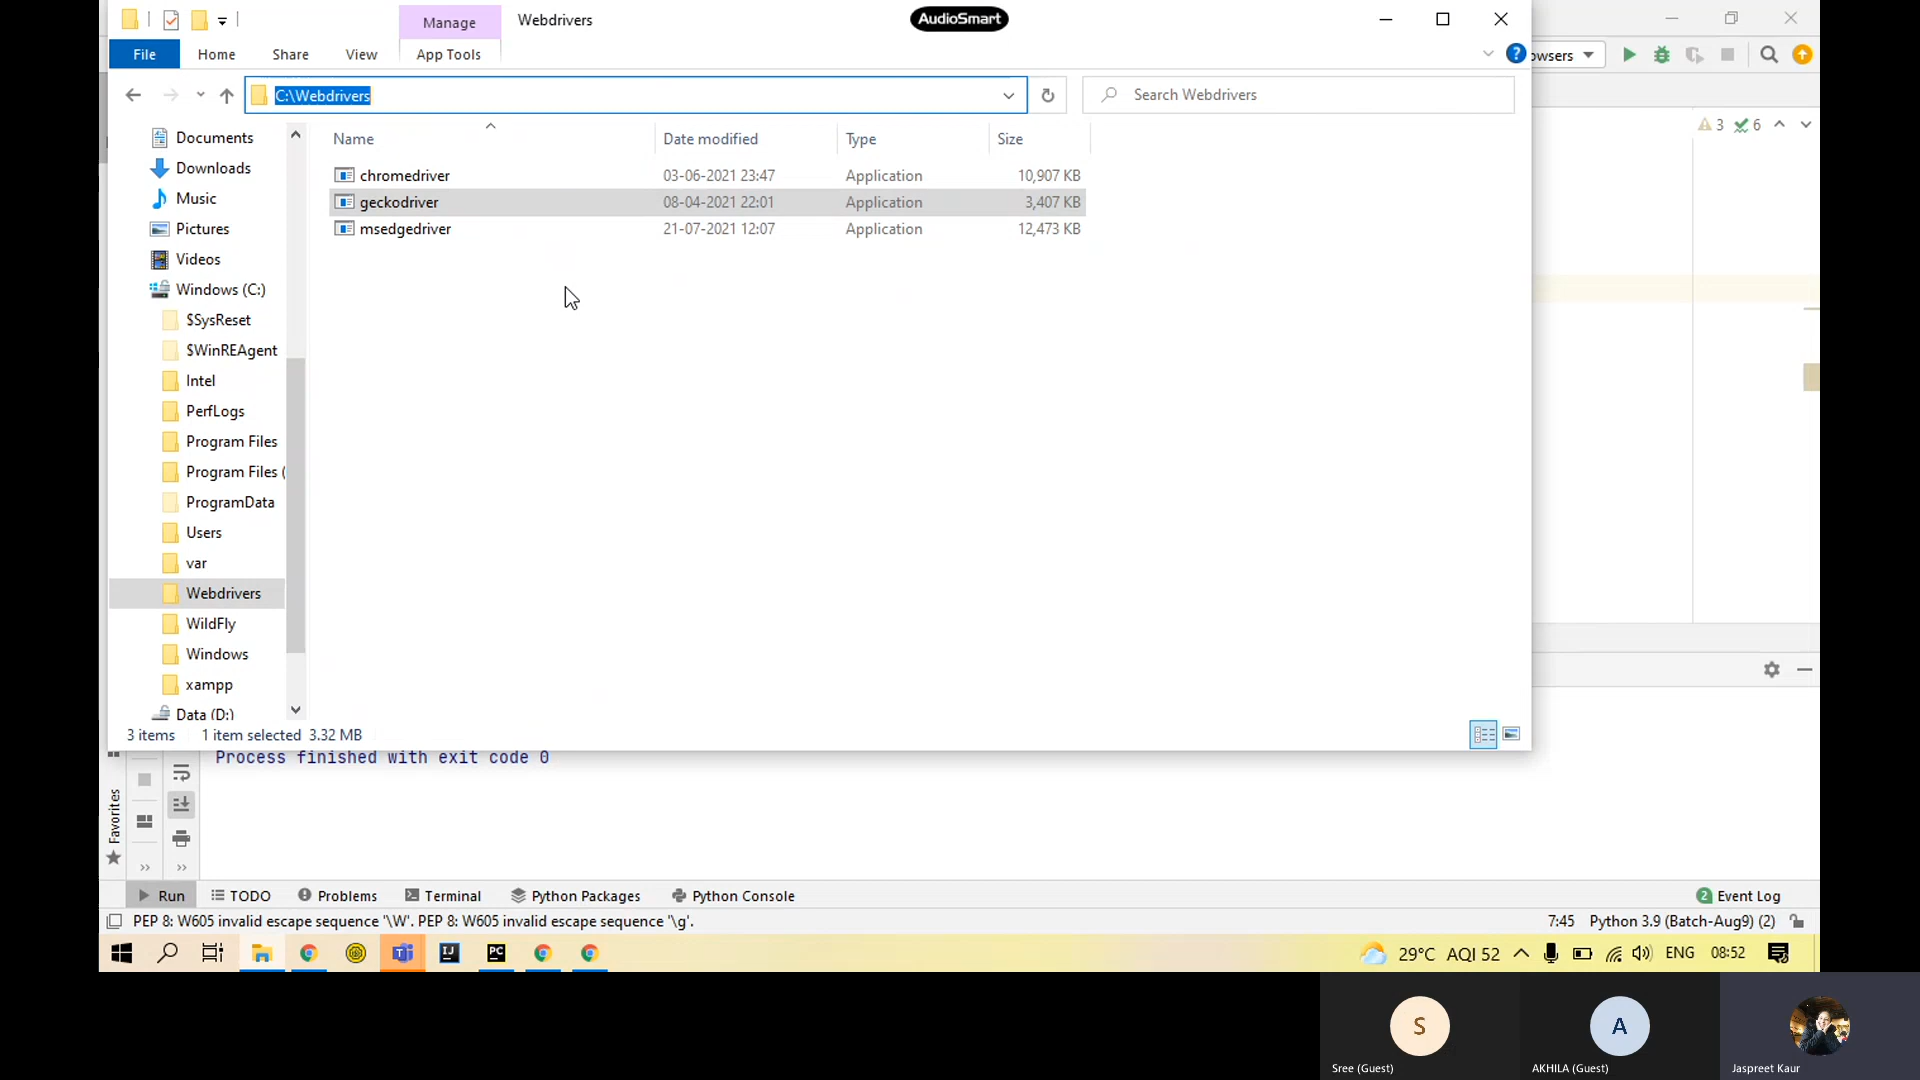 Manage
Webdrivers
AudioSmart
File
Home
Share
View
App Tools
?
owsers
C:\Webdrivers
Search Webdrivers
3
6
Name
Date modified
Type
Size
Documents
Downloads
Music
Pictures
Videos
Windows (C:)
$SysReset
$WinREAgent
Intel
PerfLogs
Program Files
Program Files (
ProgramData
Users
var
Webdrivers
WildFly
Windows
xampp
Data (D:)
chromedriver 03-06-2021 23:47 Application 10,907 KB
geckodriver 08-04-2021 22:01 Application 3,407 KB
msedgedriver 21-07-2021 12:07 Application 12,473 KB
3 items 1 item selected 3.32 MB
Process finished with exit code 0
Favorites
Run
TODO
Problems
Terminal
Python Packages
Python Console
2 Event Log
PEP 8: W605 invalid escape sequence '\W'. PEP 8: W605 invalid escape sequence '\g'.
7:45 Python 3.9 (Batch-Aug9) (2)
IJ
PC
29°C AQI 52
ENG
08:52
S
A
Sree (Guest)
AKHILA (Guest)
Jaspreet Kaur